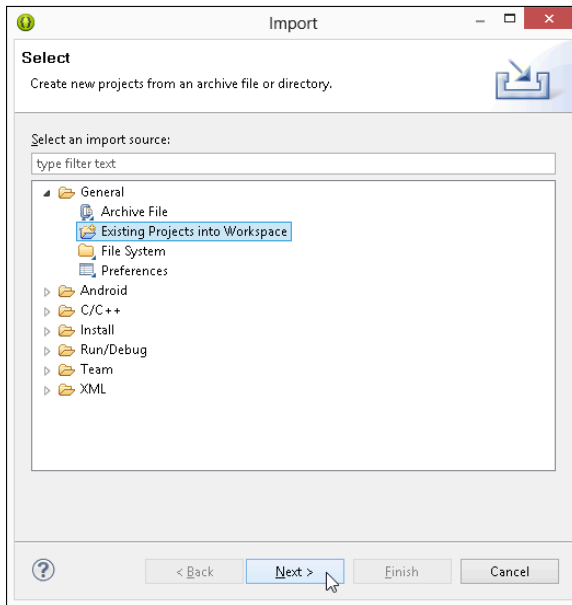 Import
Select
Create new projects from an archive file or directory.
Select an import source:
type filter text
General
Archive File
Existing Projects into Workspace
File System
Preferences
Android
C/C++
Install
Run/Debug
Team
XML
< Back Next > Finish Cancel